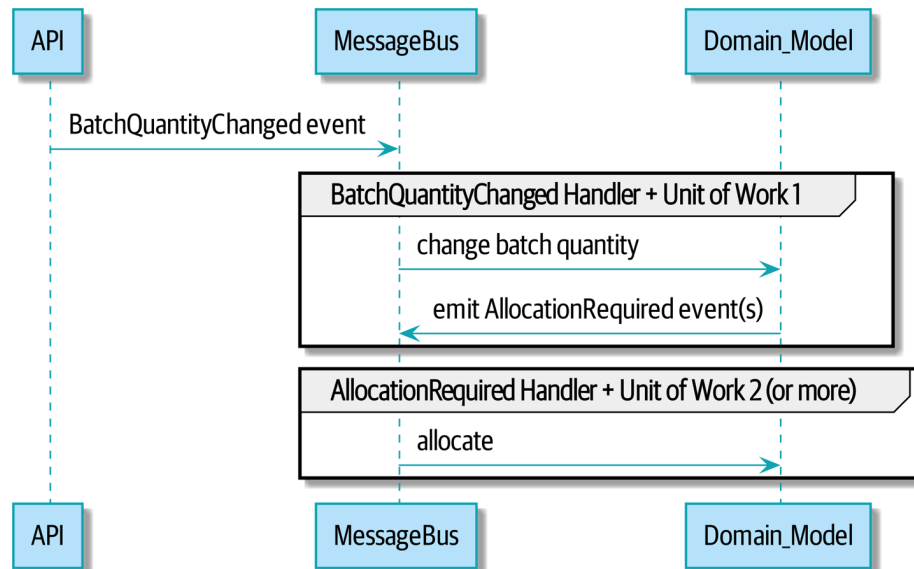 API
MessageBus
Domain_Model
BatchQuantityChanged event
BatchQuantityChanged Handler + Unit of Work 1
change batch quantity
emit AllocationRequired event(s)
AllocationRequired Handler + Unit of Work 2 (or more)
allocate
API
MessageBus
Domain_Model